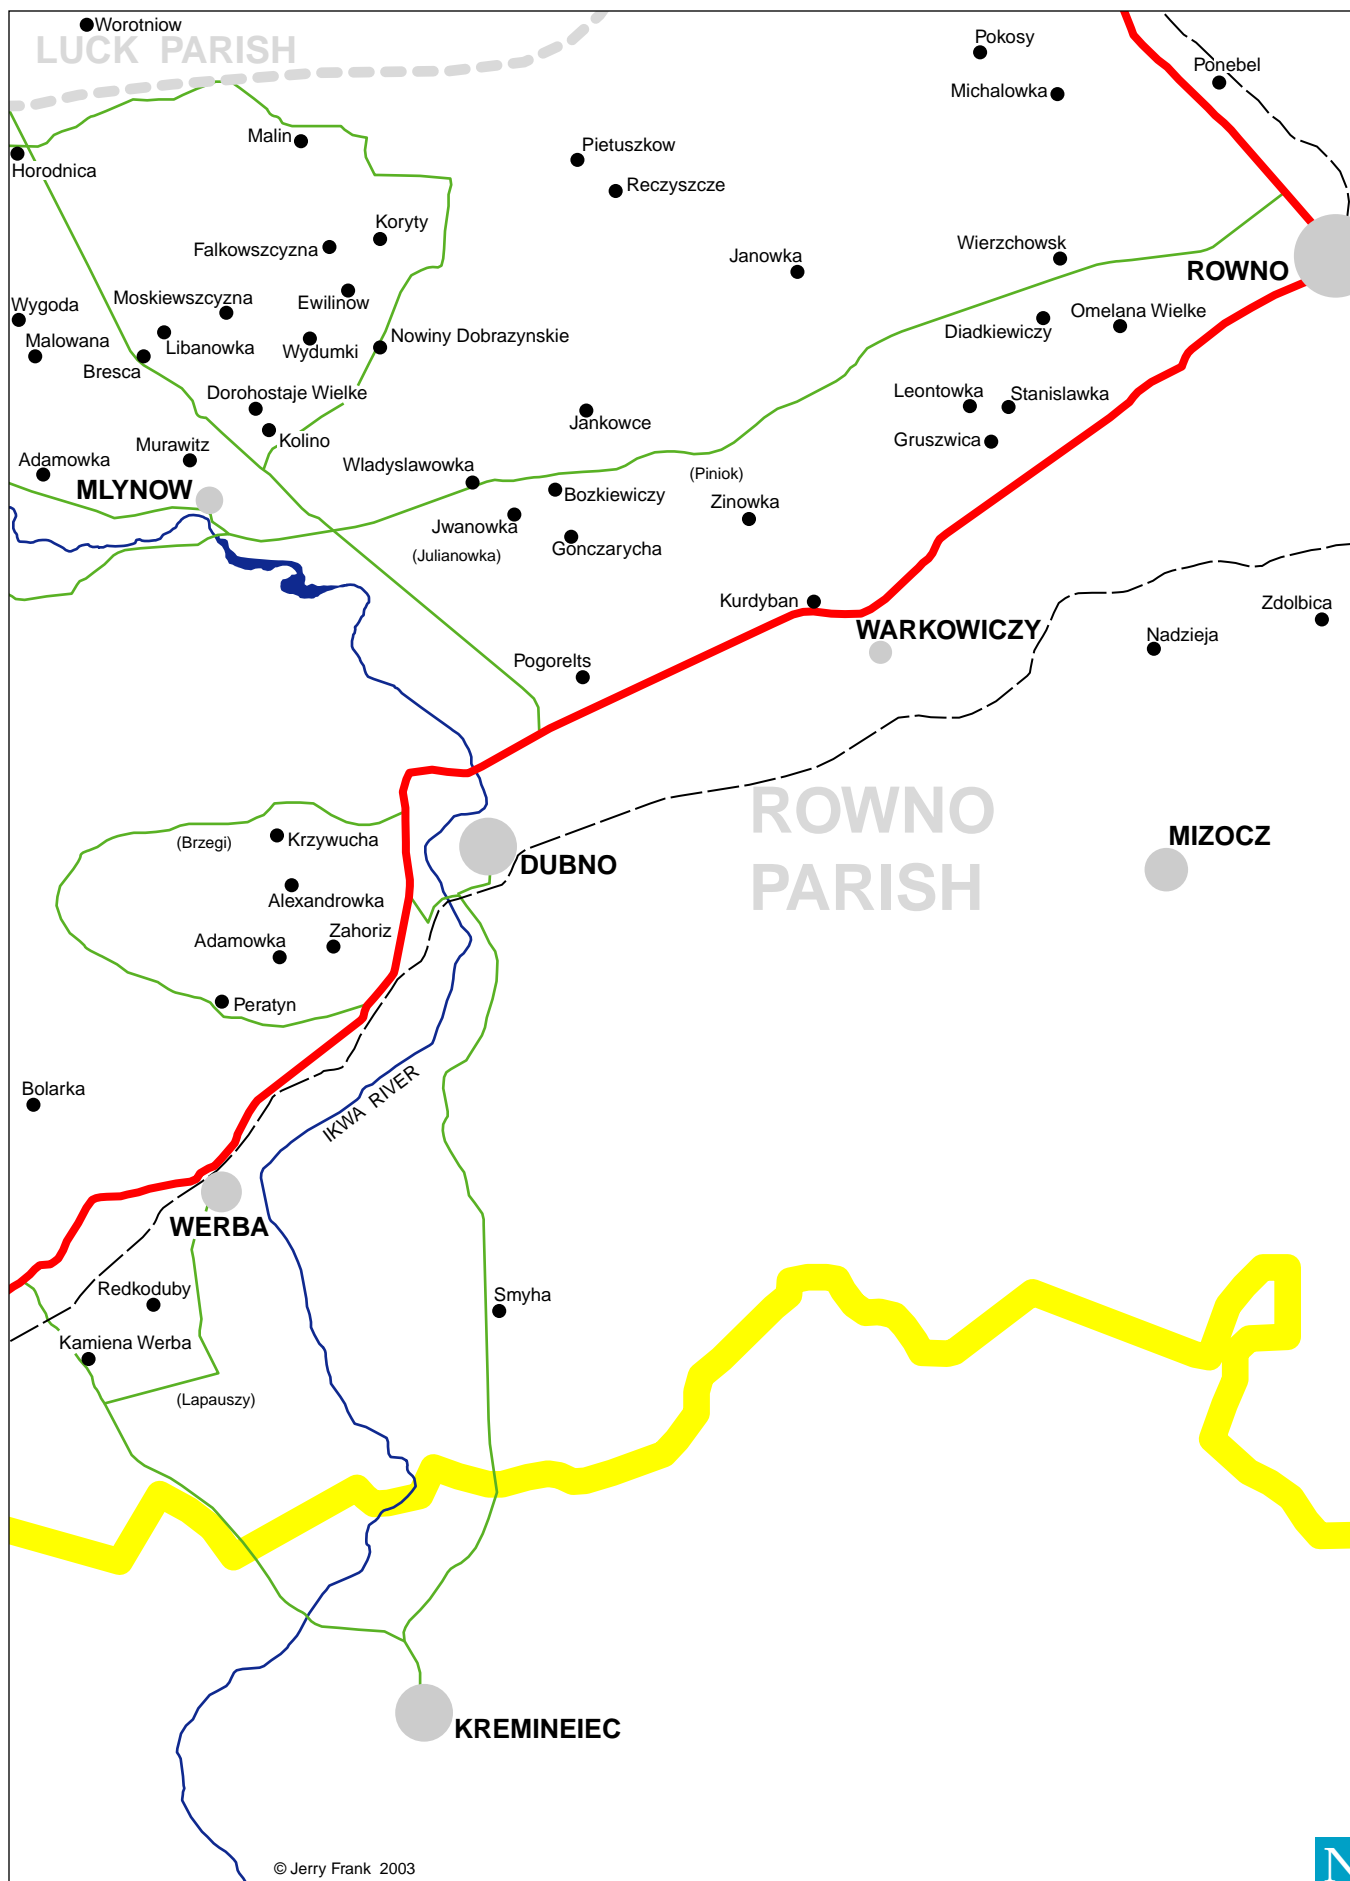 Worotniow
LUCK PARISH
Pokosy
Ponebel
Michalowka
Malin
Pietuszkow
Horodnica
Reczyszcze
Koryty
Falkowszcyzna
Wierzchowsk
Janowka
ROWNO
Moskiewszcyzna
Ewilinow
Wygoda
Omelana Wielke
Malowana
Libanowka
Wydumki
Nowiny Dobrazynskie
Diadkiewiczy
Bresca
Dorohostaje Wielke
Leontowka
Stanislawka
Jankowce
Kolino
Gruszwica
Murawitz
Adamowka
Wladyslawowka
(Piniok)
MLYNOW
Bozkiewiczy
Zinowka
Jwanowka
(Julianowka)
Gonczarycha
Kurdyban
Zdolbica
WARKOWICZY
Nadzieja
Pogorelts
ROWNO
PARISH
(Brzegi)
Krzywucha
MIZOCZ
DUBNO
Alexandrowka
Adamowka
Zahoriz
Peratyn
Bolarka
IKWA RIVER
WERBA
Redkoduby
Smyha
Kamiena Werba
(Lapauszy)
KREMINEIEC
© Jerry Frank 2003
N